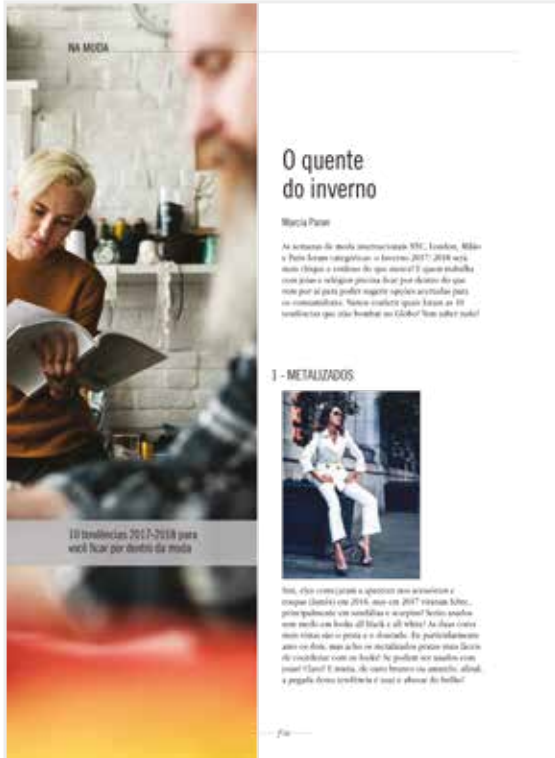 NA MODA
O quente
do inverno
Marcia Paner
As semanas de moda internacionais NYC, London, Milão
e Paris foram categóricas: o Inverno 2017/ 2018 será
mais chique e ousado do que nunca! E quem trabalha
com joias e relógios precisa ficar por dentro do que
vem por aí para poder sugerir opções acertadas para
os consumidores. Vamos conferir quais foram as 10
tendências que vão bombar no Globo? Vem saber tudo!
1 - METALIZADOS
10 tendências 2017-2018 para
você ficar por dentro da moda
Sim, eles começaram a aparecer nos acessórios e
roupas (jeans) em 2016, mas em 2017 viraram febre,
principalmente em sandálias e scarpins! Serão usados
sem medo em looks all black e all white! As duas cores
mais vistas são o prata e o dourado. Eu particularmente
amo os dois, mas acho os metalizados pratas mais fáceis
de coordenar com os looks! Se podem ser usados com
joias? Claro! E muita, de ouro branco ou amarelo, afinal,
a pegada dessa tendência é usar e abusar do brilho!